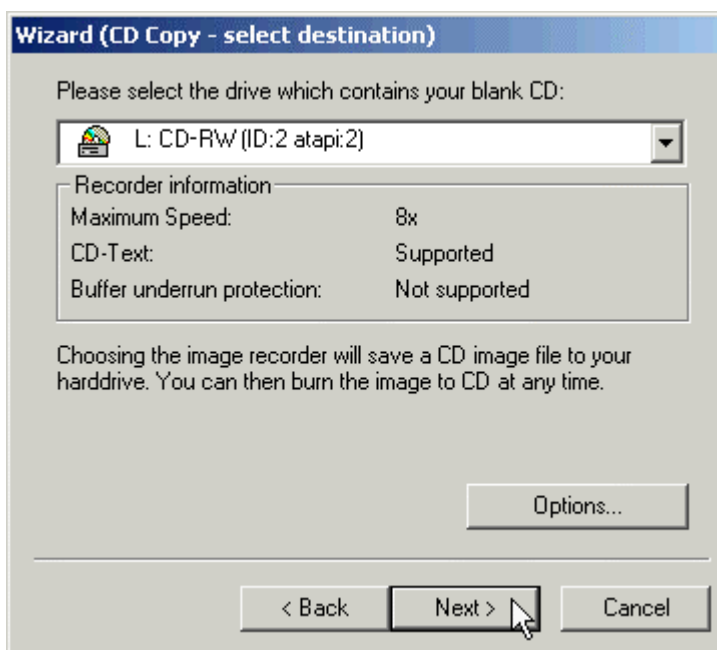 Wizard (CD Copy - select destination)
Please select the drive which contains your blank CD:
L: CD-RW (ID:2 atapi:2)
Recorder information
Maximum Speed: 8x
CD-Text: Supported
Buffer underrun protection: Not supported
Choosing the image recorder will save a CD image file to your
harddrive. You can then burn the image to CD at any time.
Options...
< Back Next > Cancel